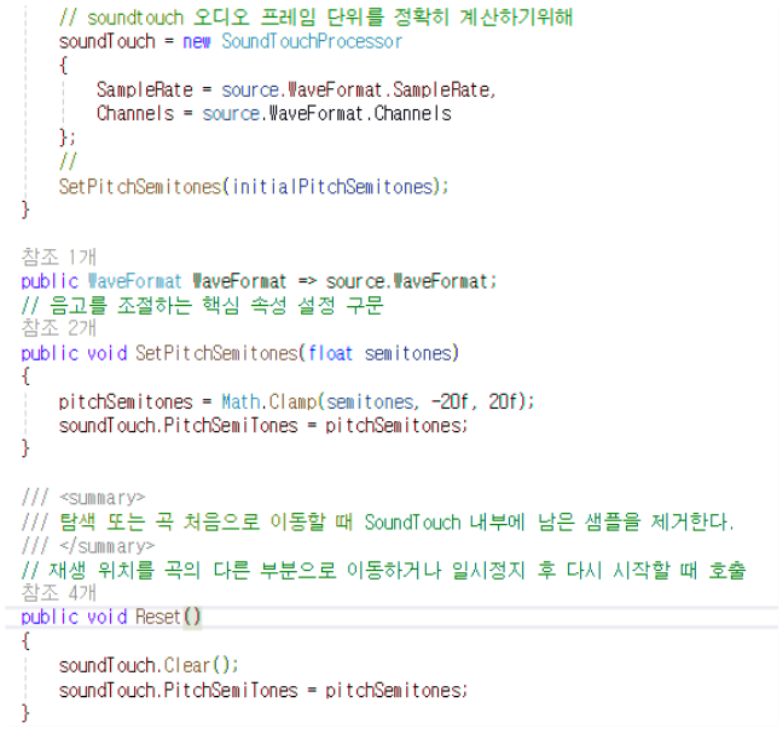 // soundtouch 오디오 프레임 단위를 정확히 계산하기위해
soundTouch = new SoundTouchProcessor
{
SampleRate = source.WaveFormat.SampleRate,
Channels = source.WaveFormat.Channels
};
//
SetPitchSemitones(initialPitchSemitones);
}
참조 1개
public WaveFormat WaveFormat => source.WaveFormat;
// 음고를 조절하는 핵심 속성 설정 구문
참조 2개
public void SetPitchSemitones(float semitones)
{
pitchSemitones = Math.Clamp(semitones, -20f, 20f);
soundTouch.PitchSemiTones = pitchSemitones;
}
/// <summary>
/// 탐색 또는 곡 처음으로 이동할 때 SoundTouch 내부에 남은 샘플을 제거한다.
/// </summary>
// 재생 위치를 곡의 다른 부분으로 이동하거나 일시정지 후 다시 시작할 때 호출
참조 4개
public void Reset()
{
soundTouch.Clear();
soundTouch.PitchSemiTones = pitchSemitones;
}